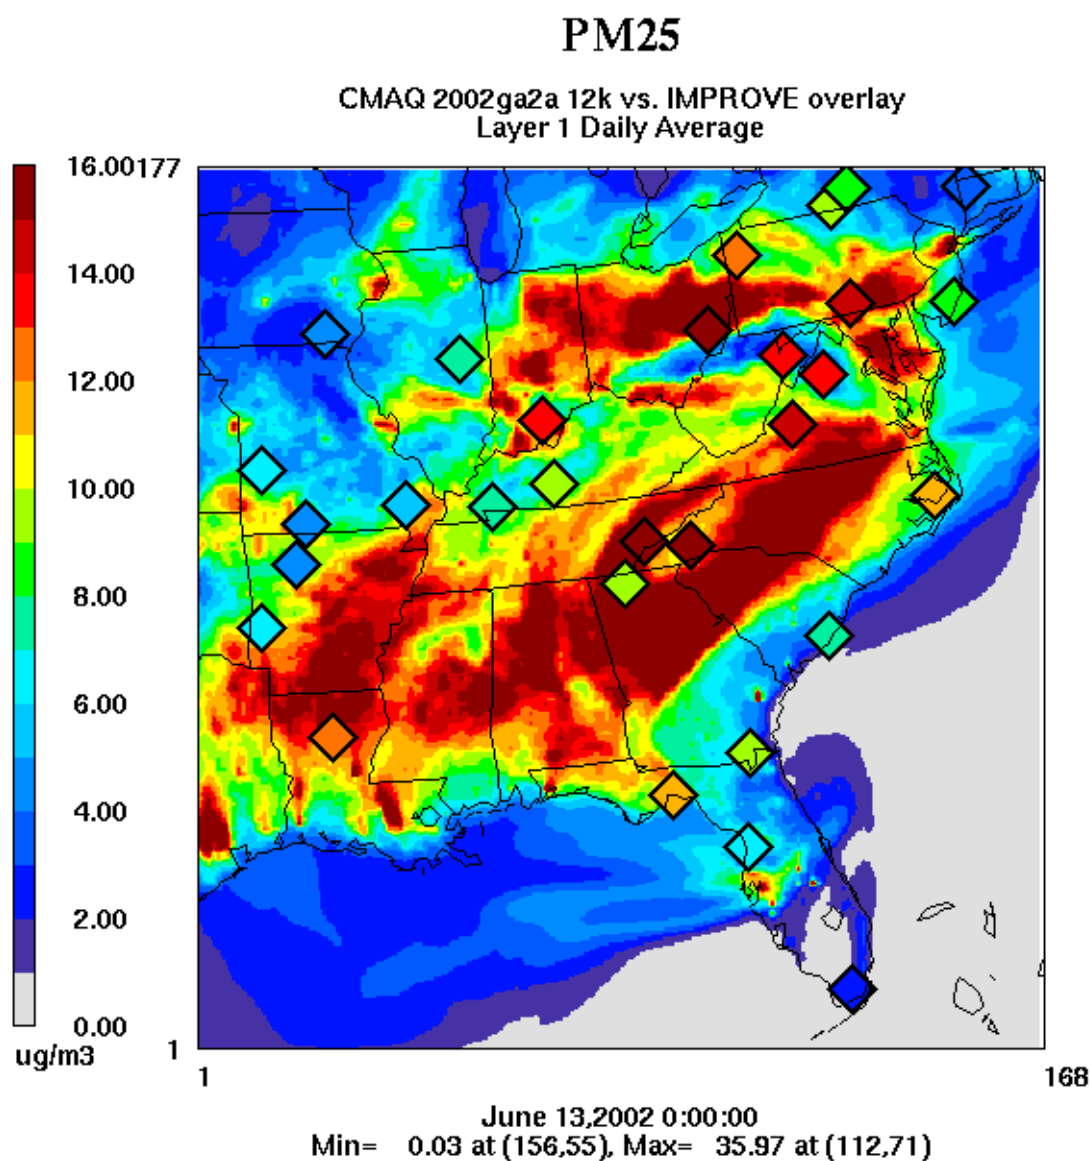 PM25
CMAQ 2002ga2a 12k vs. IMPROVE overlay
Layer 1 Daily Average
16.00
177
14.00
12.00
10.00
8.00
6.00
4.00
2.00
0.00
ug/m3
1
1
168
June 13,2002 0:00:00
Min= 0.03 at (156,55), Max= 35.97 at (112,71)